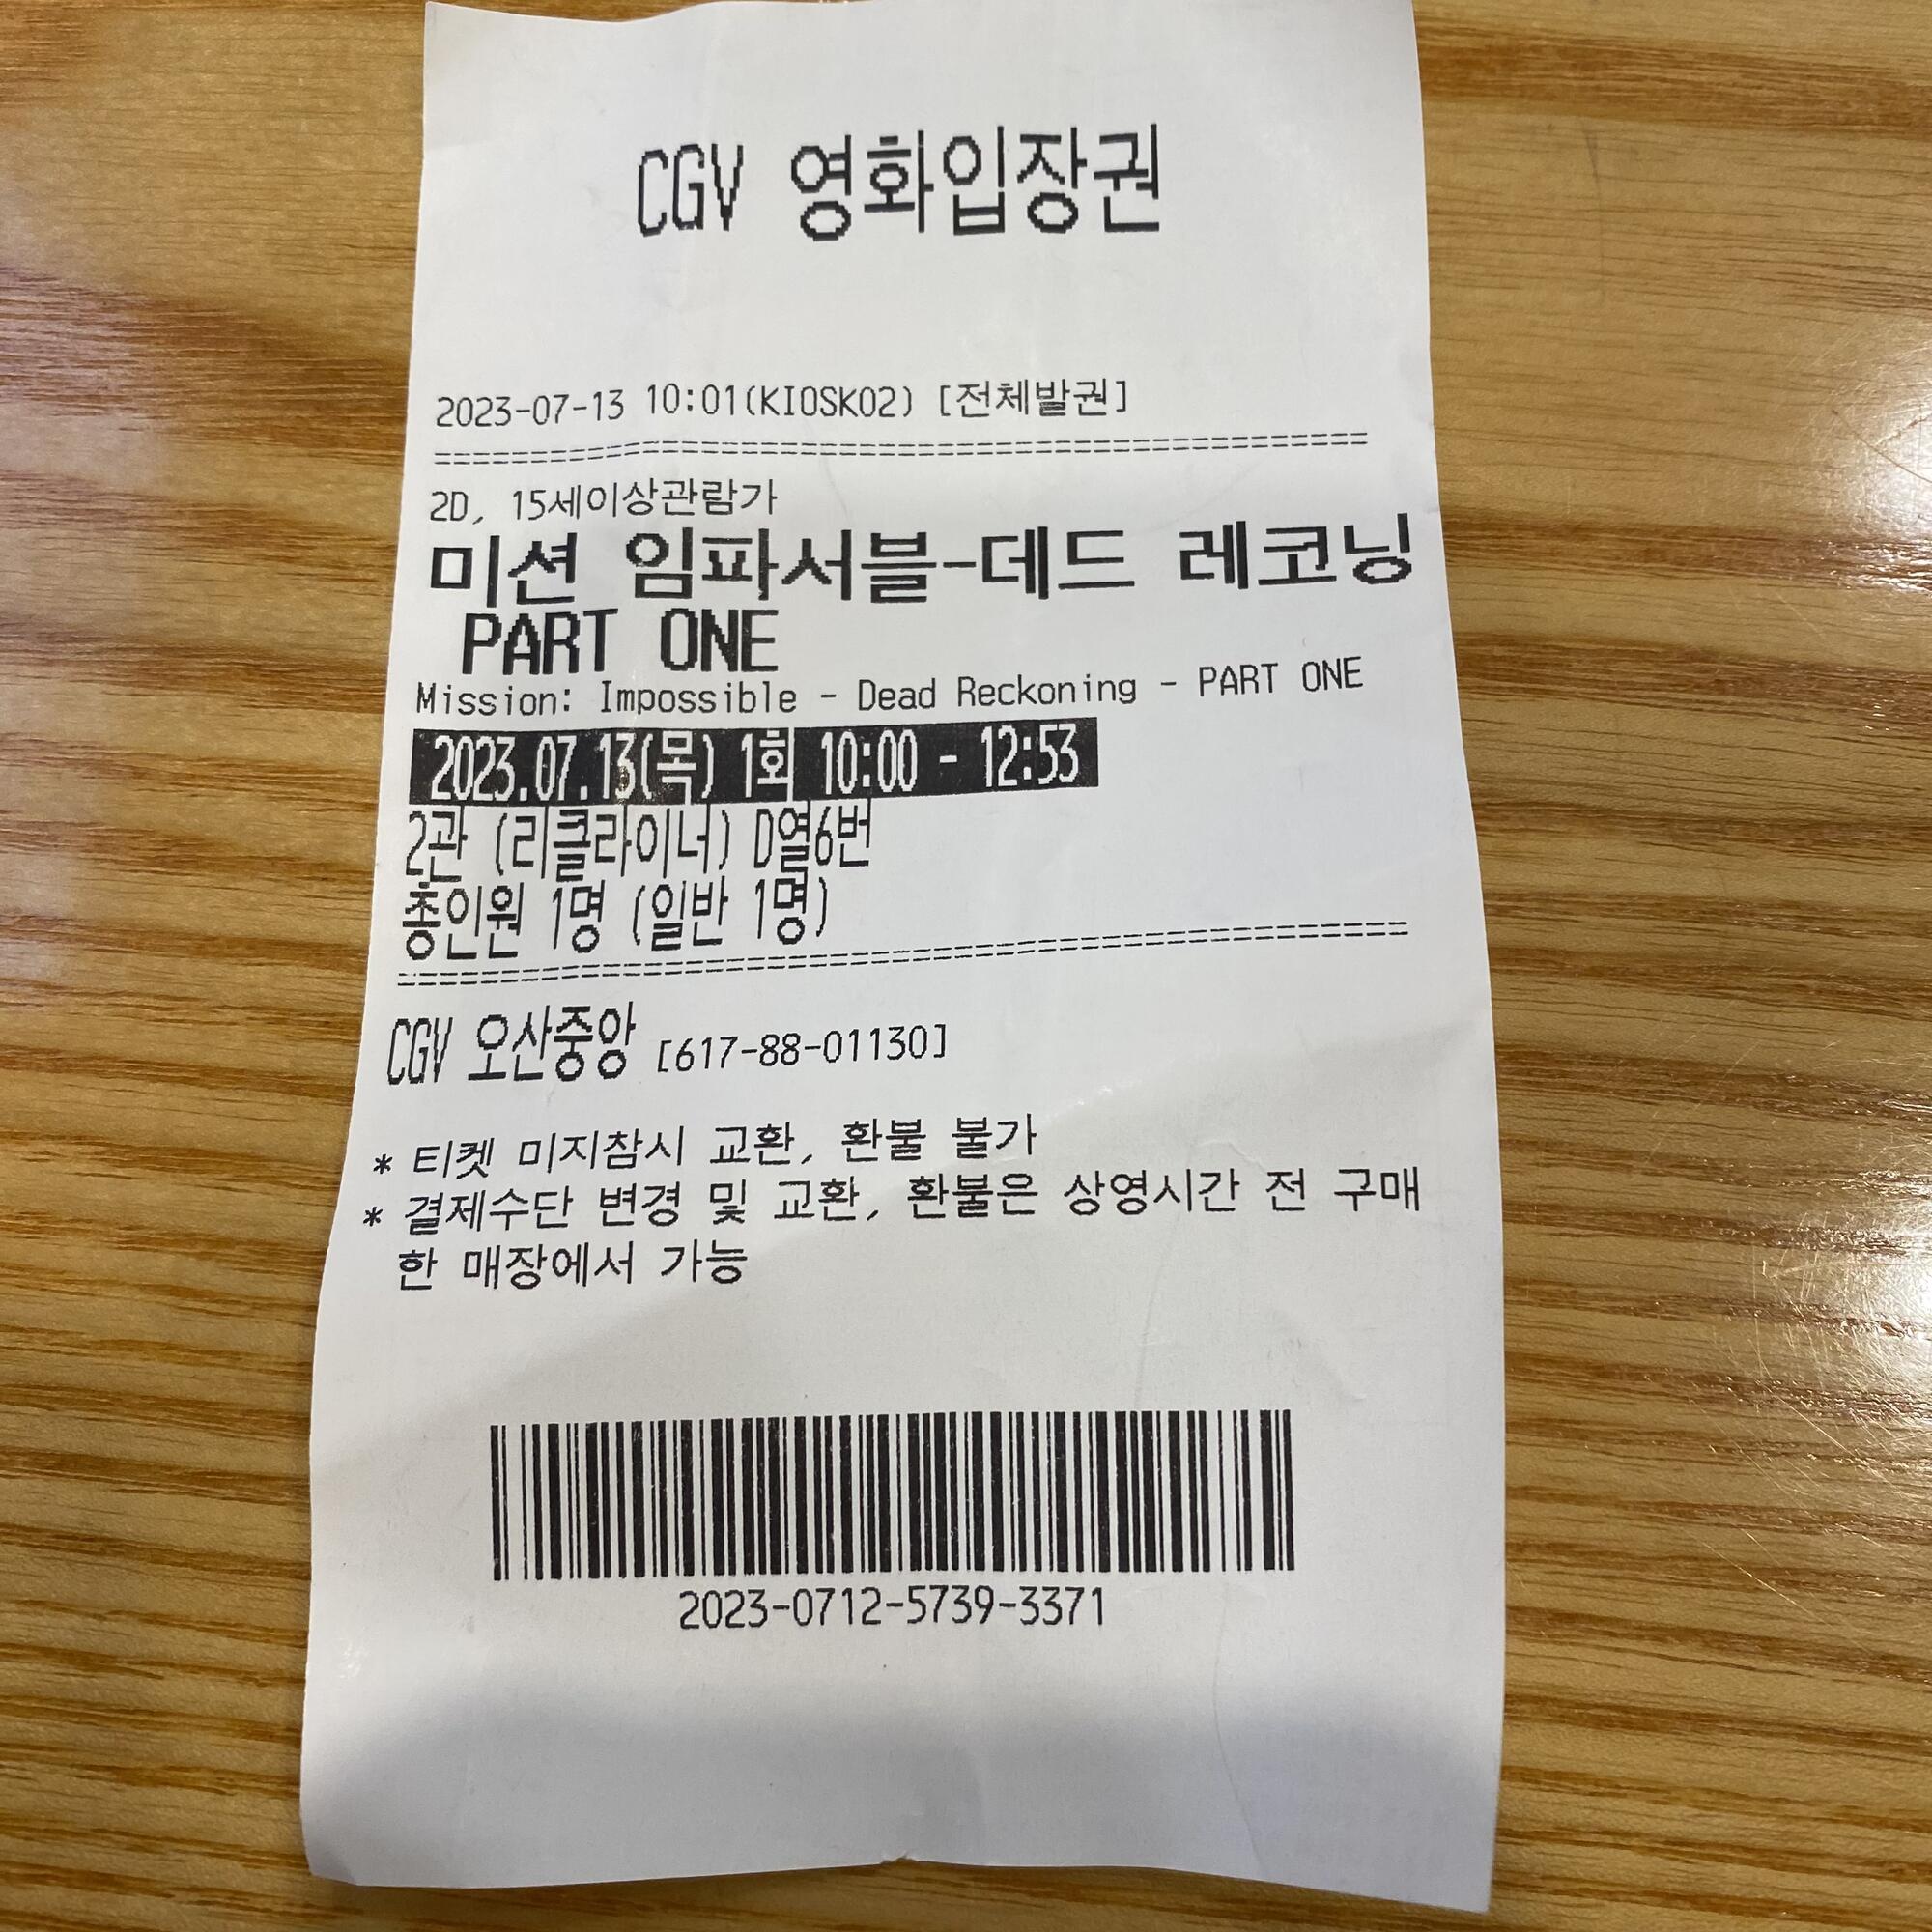 CGV 영화입장권
2023-07-13 10:01(KIOSK02) [전체발권]
==========================================================
2D, 15세이상관람가
미션 임파서블-데드 레코닝
PART ONE
Mission: Impossible - Dead Reckoning - PART ONE
2023.07.13(목) 1회 10:00 - 12:53
2관 (리클라이너) D열6번
총인원 1명 (일반 1명)
==========================================================
CGV 오산중앙 [617-88-01130]
* 티켓 미지참시 교환, 환불 불가
* 결제수단 변경 및 교환, 환불은 상영시간 전 구매
한 매장에서 가능
2023-0712-5739-3371